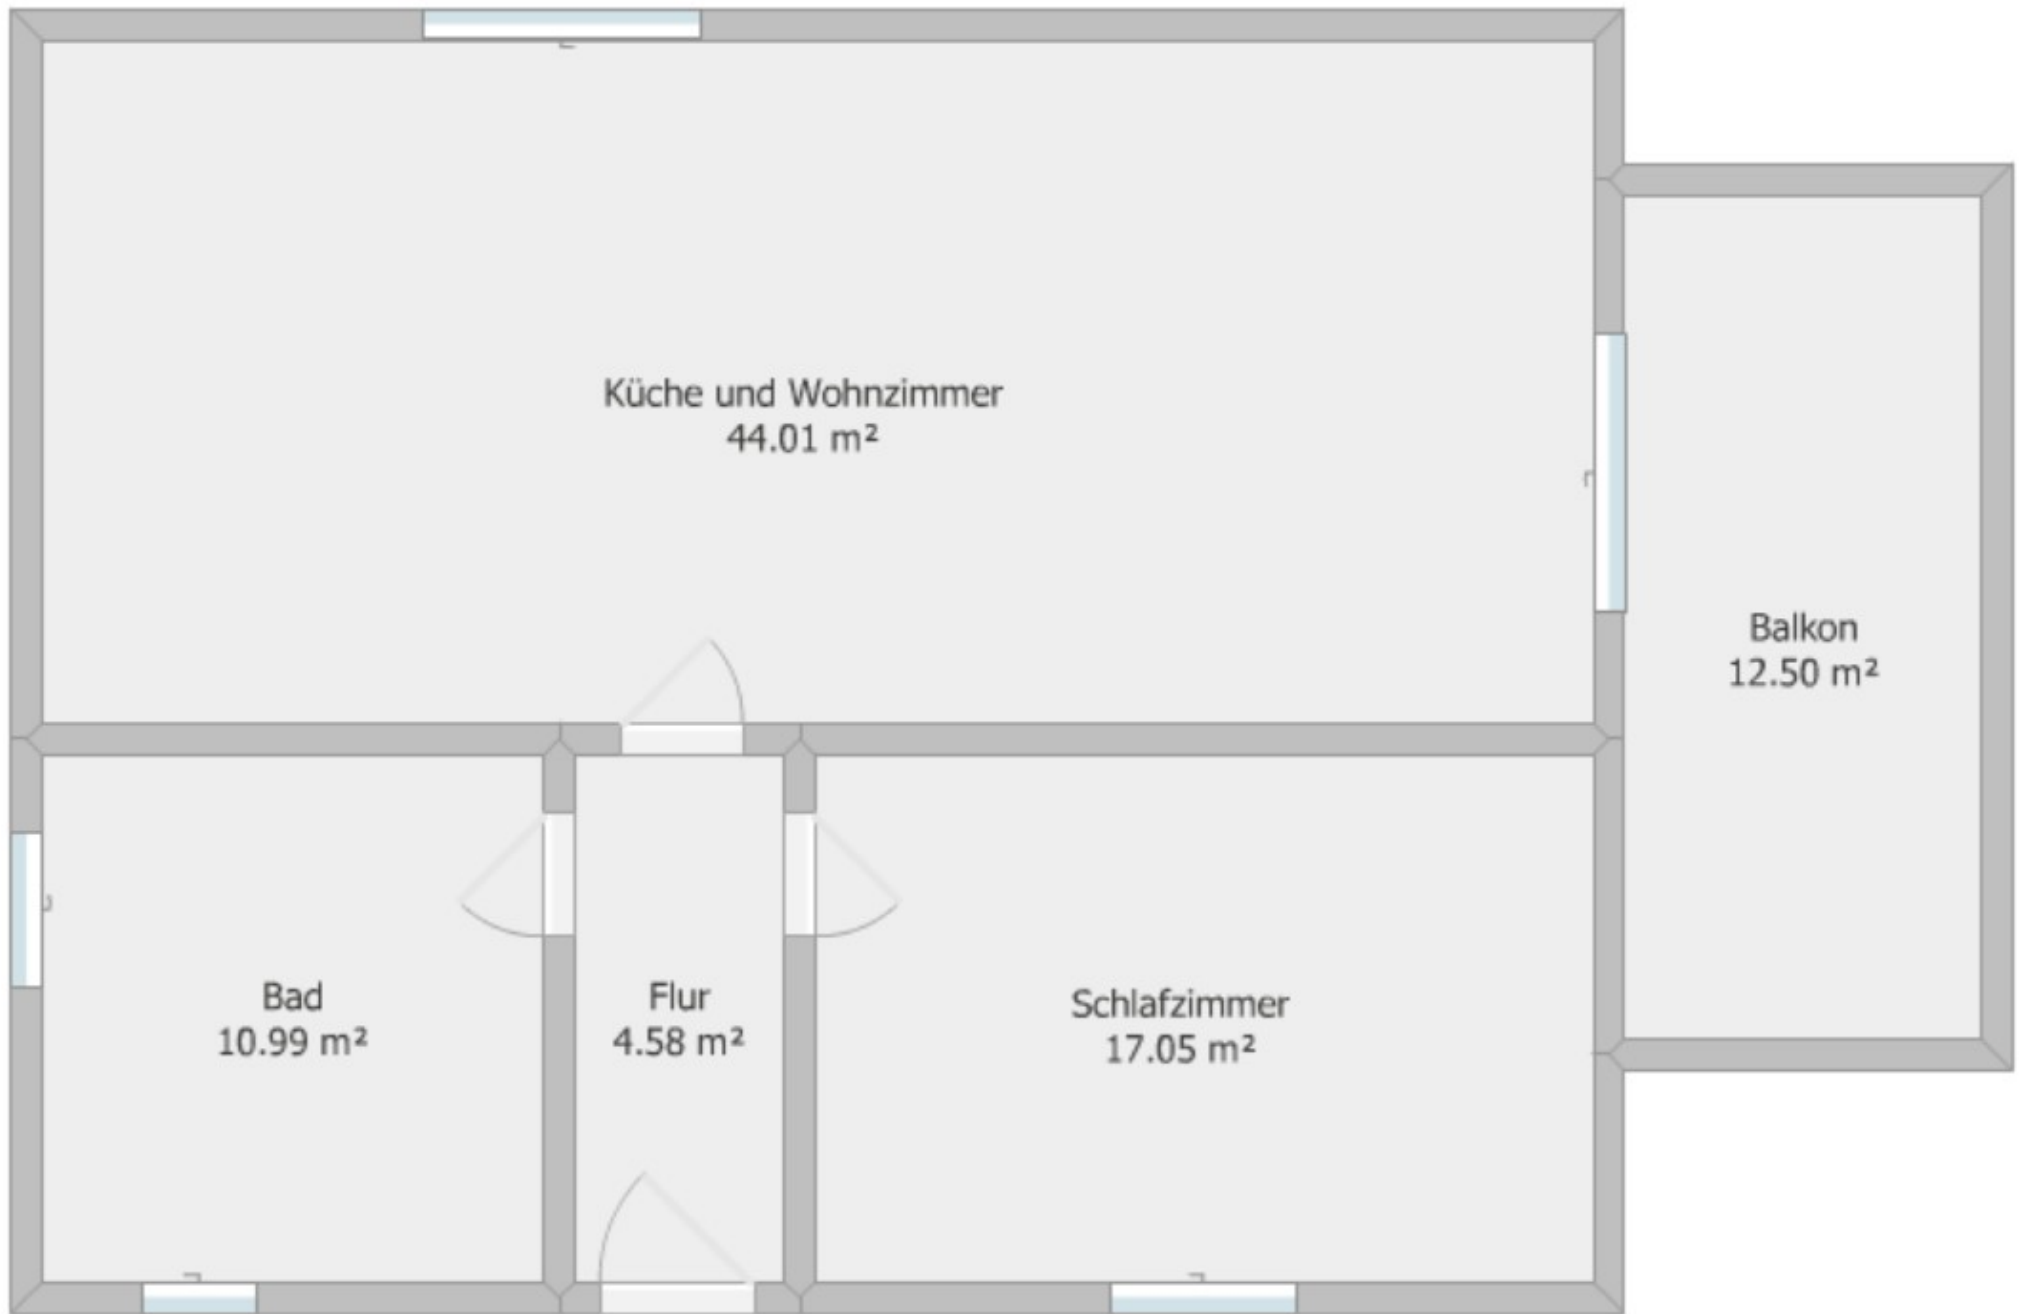 Küche und Wohnzimmer
44.01 m²
Balkon
12.50 m²
Bad
10.99 m²
Flur
4.58 m²
Schlafzimmer
17.05 m²